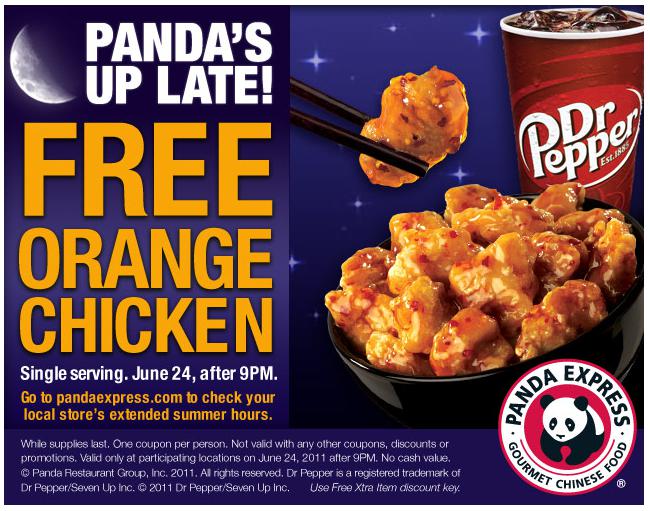 PANDA'S
UP LATE!
FREE
ORANGE
CHICKEN
Single serving. June 24, after 9PM.
Go to pandaexpress.com to check your
local store's extended summer hours.
Dr
Pepper
Est.1885
PANDA EXPRESS
GOURMET CHINESE FOOD
®
While supplies last. One coupon per person. Not valid with any other coupons, discounts or
promotions. Valid only at participating locations on June 24, 2011 after 9PM. No cash value.
© Panda Restaurant Group, Inc. 2011. All rights reserved. Dr Pepper is a registered trademark of
Dr Pepper/Seven Up Inc. © 2011 Dr Pepper/Seven Up Inc. Use Free Xtra Item discount key.